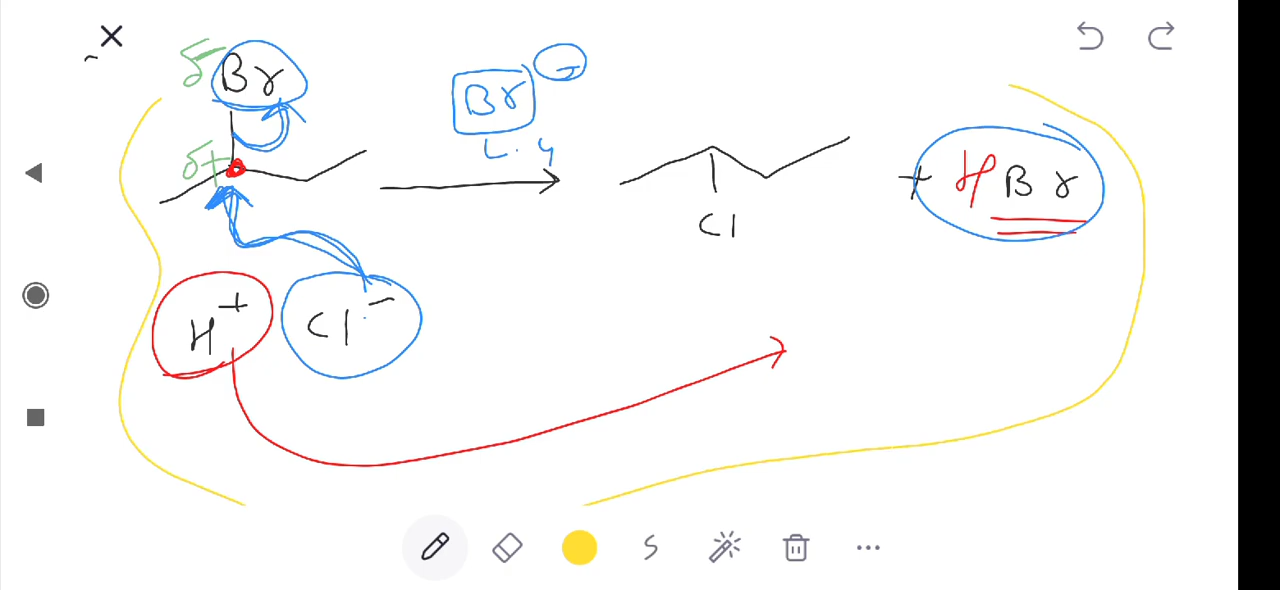 δ- Br
Br -
L. g
δ+
+ HBr
Cl
H+ Cl-